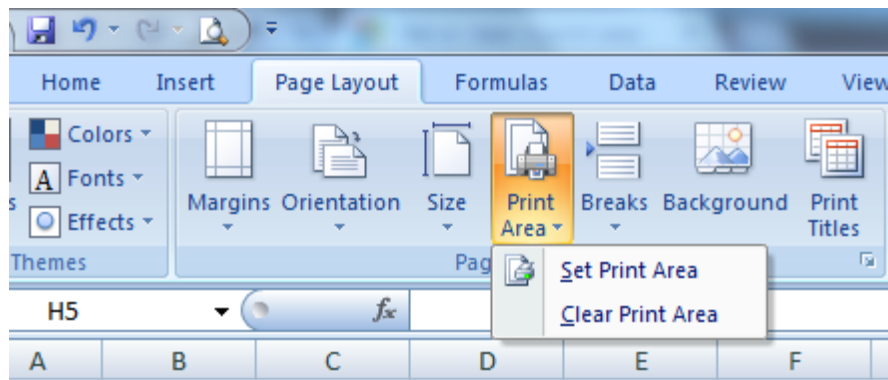 Home Insert Page Layout Formulas Data Review View
Colors
A Fonts
Effects
Themes
Margins Orientation Size Print Area Breaks Background Print Titles
Set Print Area
Clear Print Area
H5 fx
A B C D E F